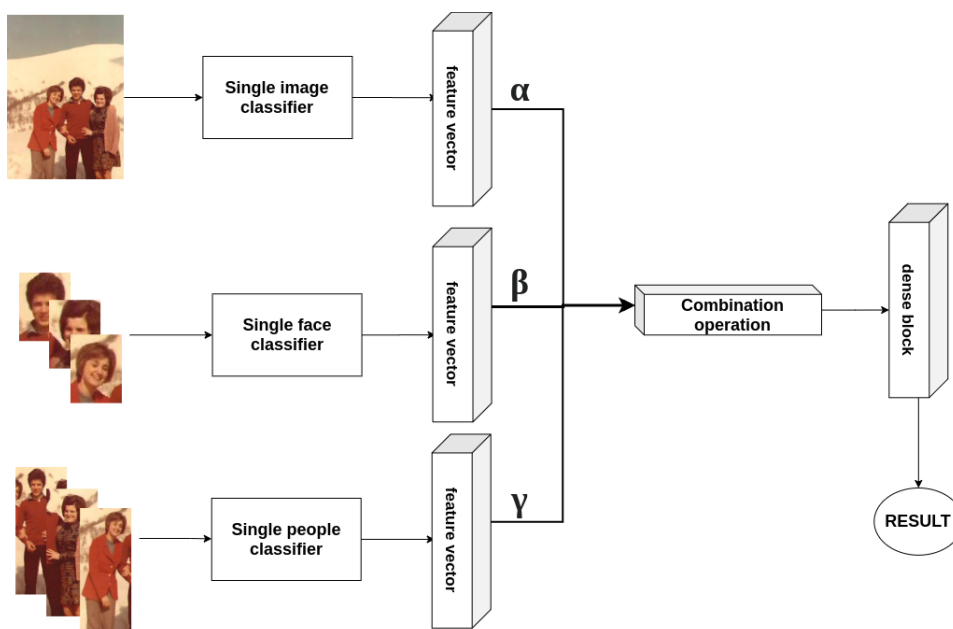 Single image
classifier
feature vector
α
Single face
classifier
feature vector
β
Single people
classifier
feature vector
γ
Combination
operation
dense block
RESULT